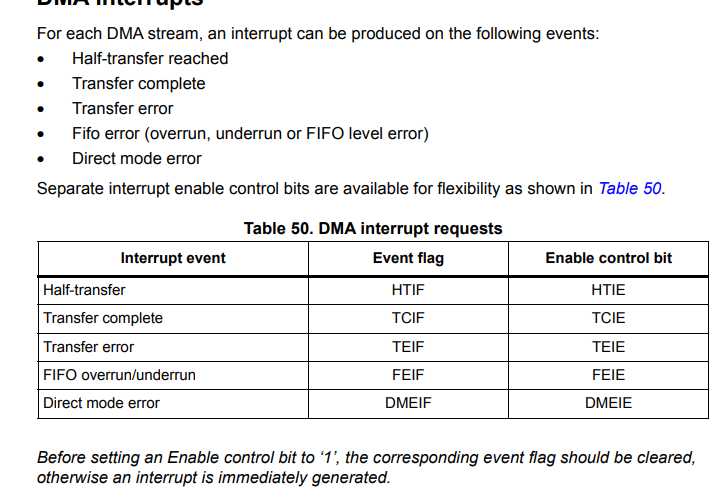 DMA interrupts
For each DMA stream, an interrupt can be produced on the following events:
• Half-transfer reached
• Transfer complete
• Transfer error
• Fifo error (overrun, underrun or FIFO level error)
• Direct mode error
Separate interrupt enable control bits are available for flexibility as shown in Table 50.
Table 50. DMA interrupt requests
Interrupt event Event flag Enable control bit
Half-transfer HTIF HTIE
Transfer complete TCIF TCIE
Transfer error TEIF TEIE
FIFO overrun/underrun FEIF FEIE
Direct mode error DMEIF DMEIE
Before setting an Enable control bit to ‘1’, the corresponding event flag should be cleared,
otherwise an interrupt is immediately generated.